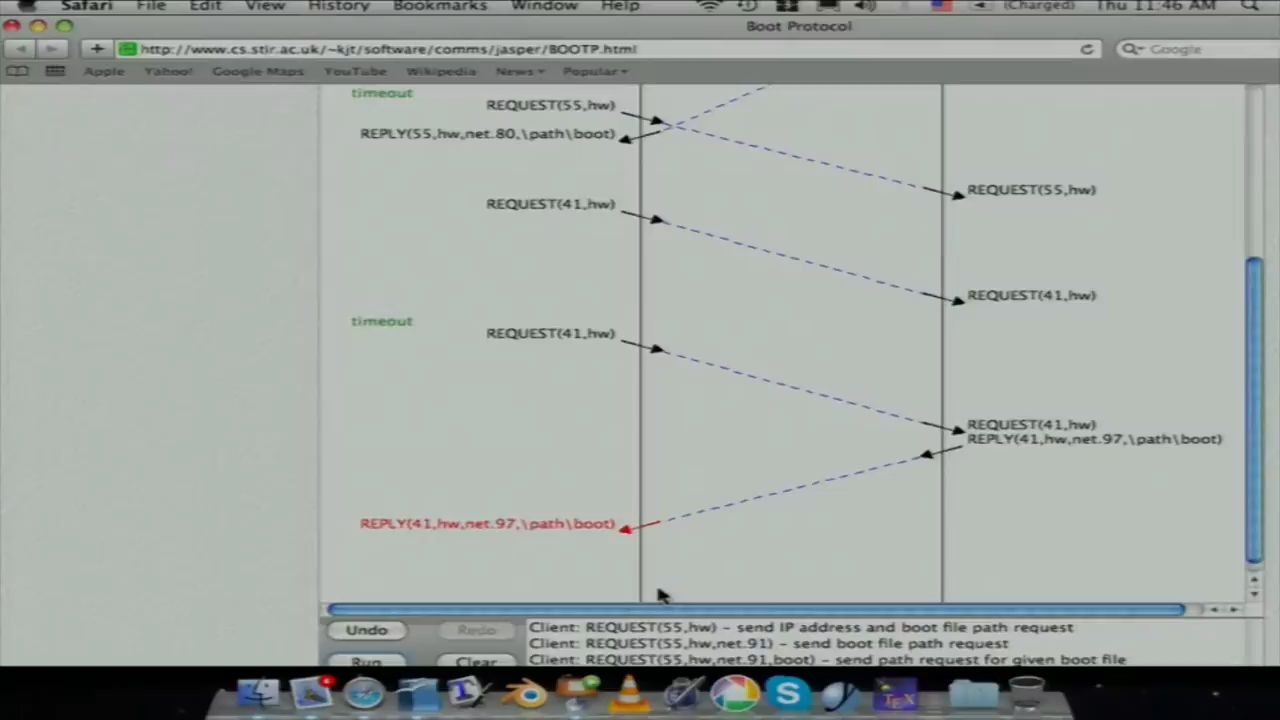 Safari File Edit View History Bookmarks Window Help (Charged) Thu 11:46 AM
Boot Protocol
http://www.cs.stir.ac.uk/~kjt/software/comms/jasper/BOOTP.html
Google
Apple Yahoo! Google Maps YouTube Wikipedia News Popular
timeout
REQUEST(55,hw)
REPLY(55,hw,net.80,\path\boot)
REQUEST(55,hw)
REQUEST(41,hw)
REQUEST(41,hw)
timeout
REQUEST(41,hw)
REQUEST(41,hw)
REPLY(41,hw,net.97,\path\boot)
REPLY(41,hw,net.97,\path\boot)
Undo Redo
Client: REQUEST(55,hw) – send IP address and boot file path request
Client: REQUEST(55,hw,net.91) – send boot file path request
Run Clear
Client: REQUEST(55,hw,net.91,boot) – send path request for given boot file
TEX